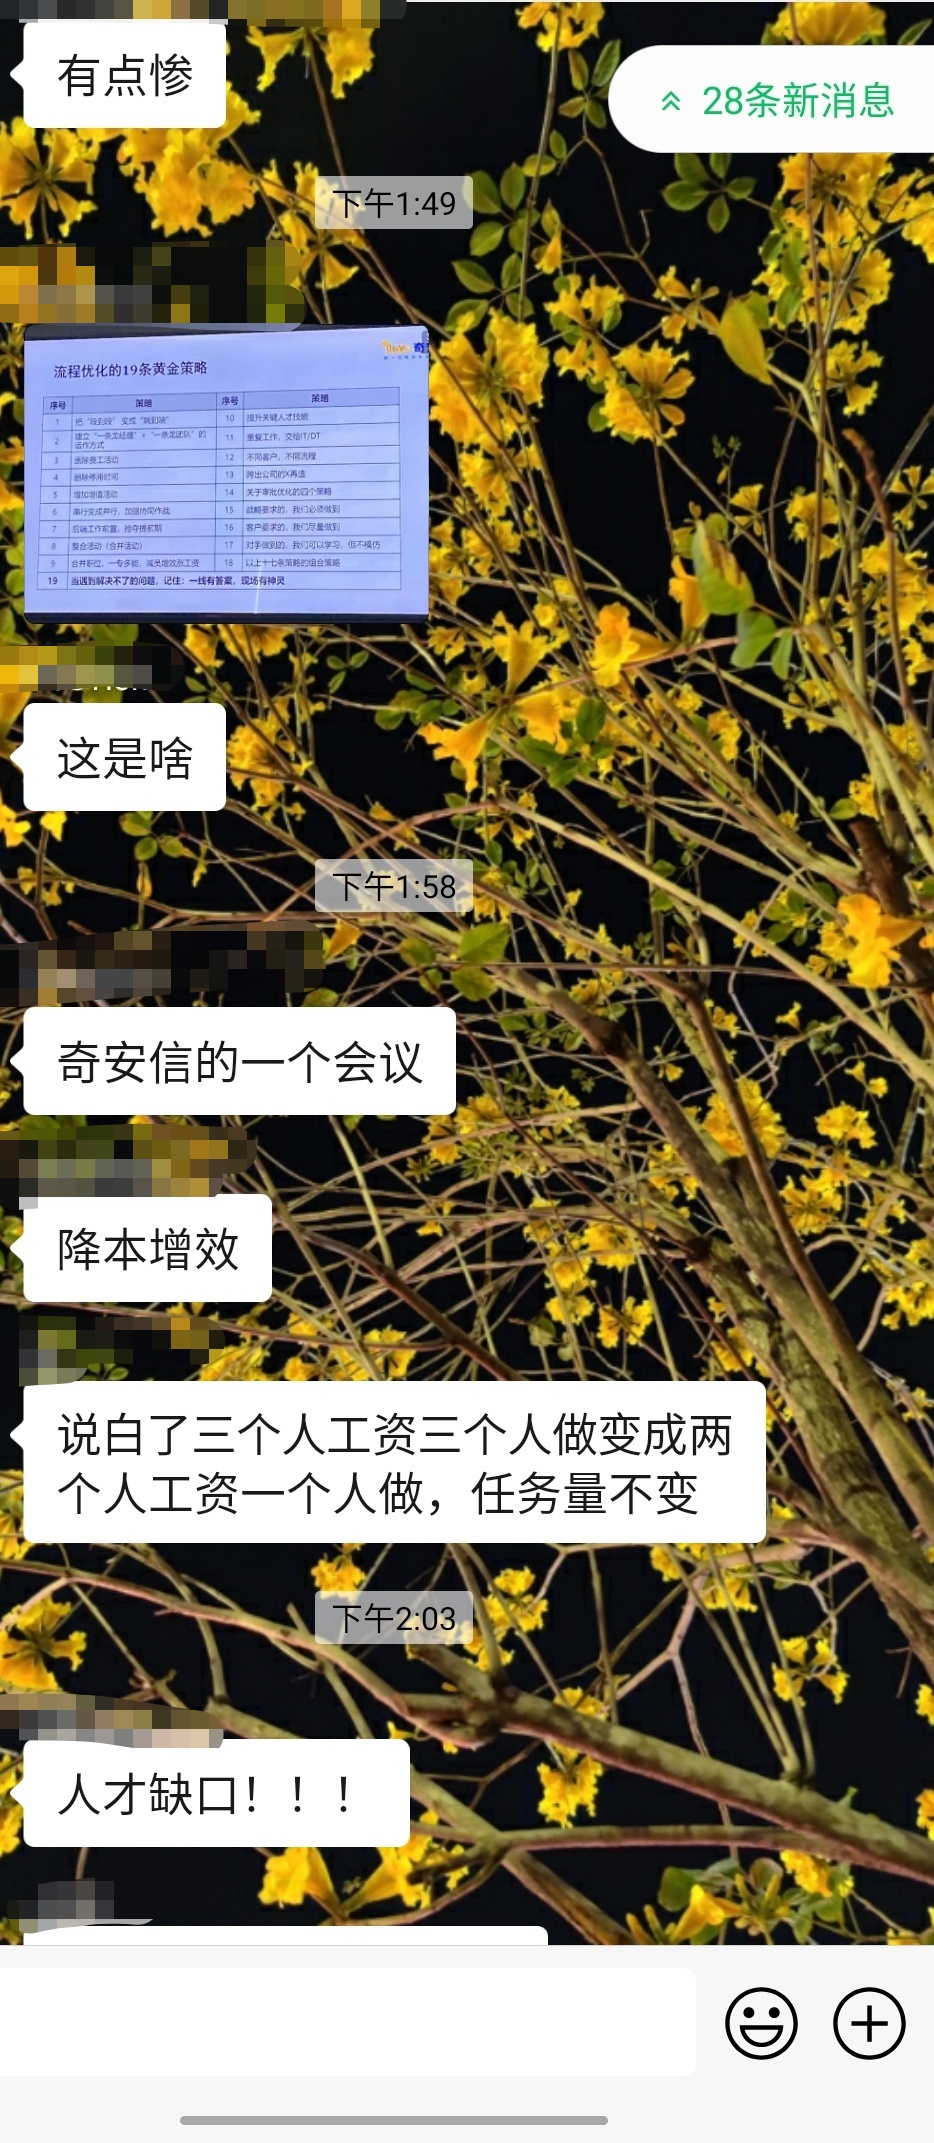 有点惨
28条新消息
下午1:49
流程优化的19条黄金策略
序号 策略 序号 策略
1 把“段到段”变成“端到端” 10 提升关键人才技能
2 建立“一条龙经理”+“一条龙团队”的
运作方式 11 重复工作，交给IT/DT
3 删除悬工活动 12 不同客户，不同流程
4 删除停滞时间 13 跨出公司的X再造
5 增加增值活动 14 关于审批优化的四个策略
6 串行变成并行，加强协同作战 15 战略要求的，我们必须做到
7 后端工作前置，抢夺提前期 16 客户要求的，我们尽量做到
8 整合活动（合并活动） 17 对手做到的，我们可以学习，但不模仿
9 合并职位，一专多能，减员增效涨工资 18 以上十七条策略的组合策略
19 当遇到解决不了的问题，记住：一线有答案，现场有神灵
这是啥
下午1:58
奇安信的一个会议
降本增效
说白了三个人工资三个人做变成两
个人工资一个人做，任务量不变
下午2:03
人才缺口！！！